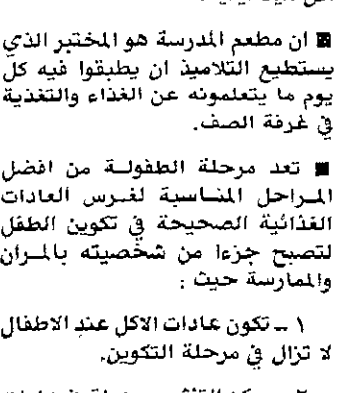 ■ ان مطعم المدرسة هو المختبر الذي
يستطيع التلاميذ ان يطبقوا فيه كل
يوم ما يتعلمونه عن الغذاء والتغذية
في غرفة الصف.
■ تعد مرحلة الطفولة من افضل
المراحل المناسبة لغرس العادات
الغذائية الصحيحة في تكوين الطفل
لتصبح جزءا من شخصيته بالمران
والممارسة حيث :
١ ــ تكون عادات الاكل عند الاطفال
لا تزال في مرحلة التكوين.